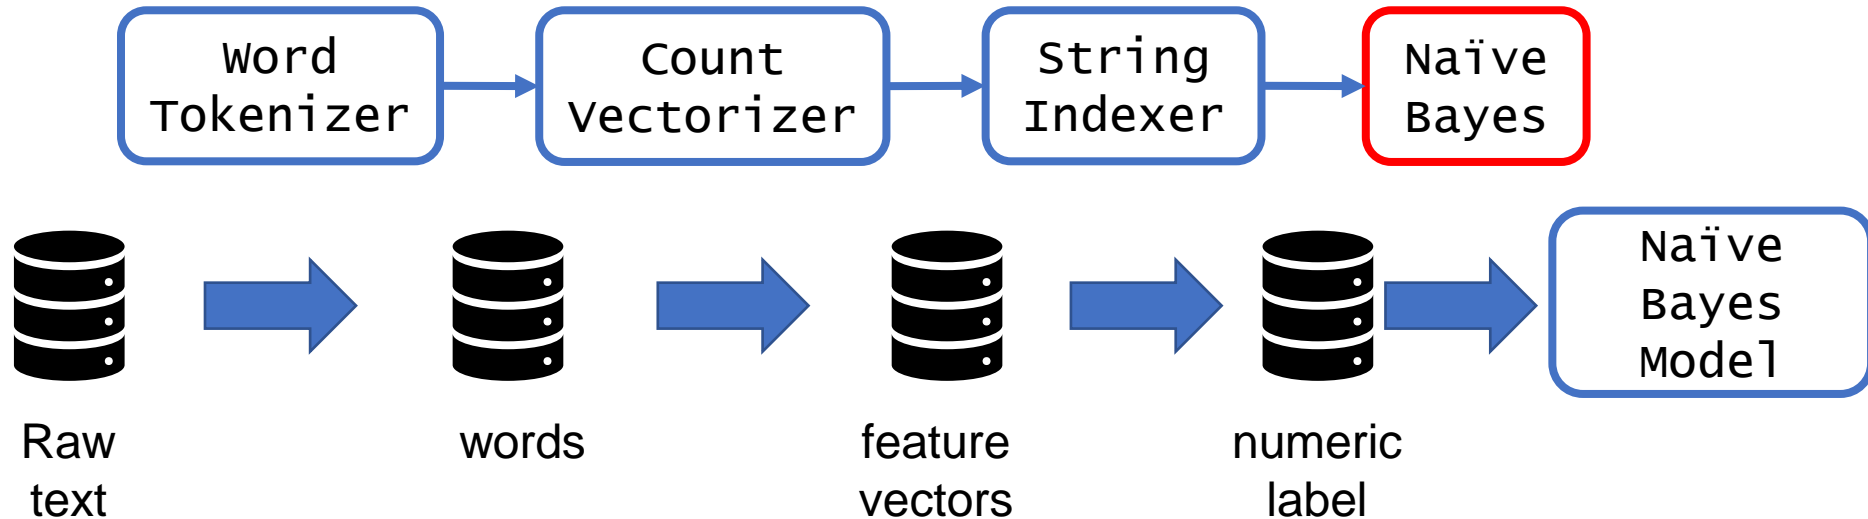 Word
Tokenizer
Count
Vectorizer
String
Indexer
Naïve
Bayes
Naïve
Bayes
Model
Raw
text
words
feature
vectors
numeric
label